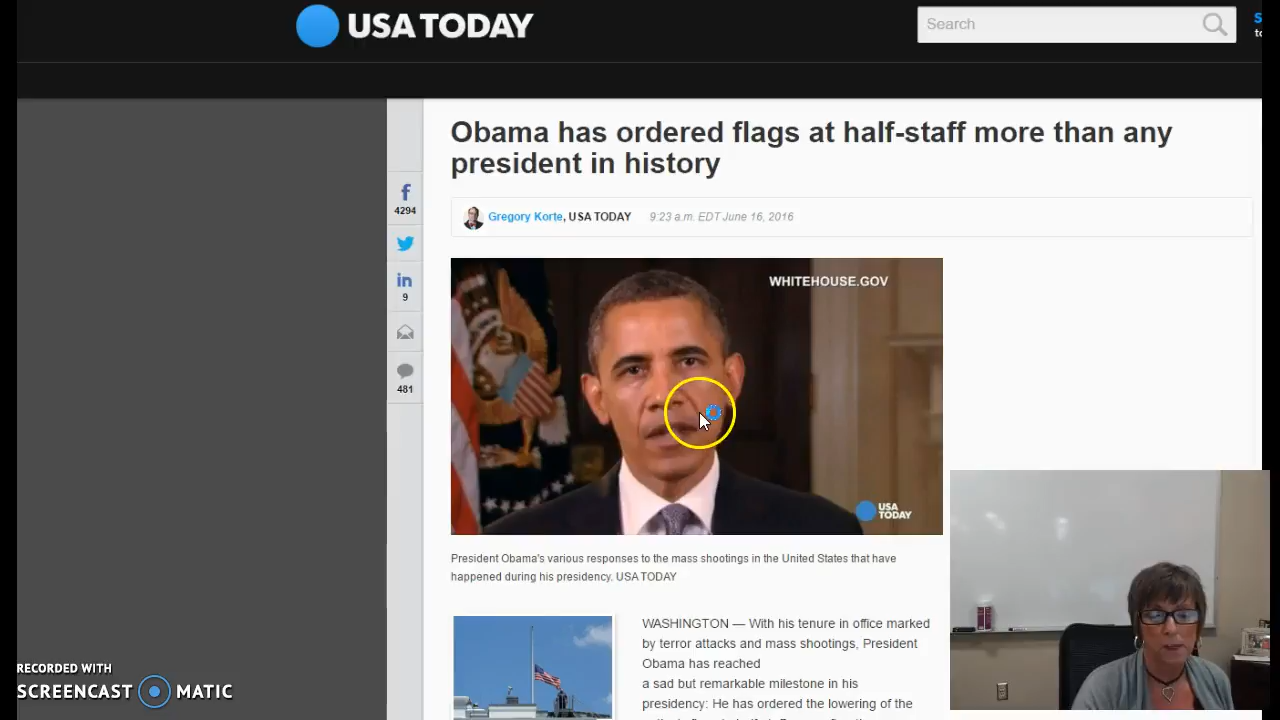 USA TODAY
Search
S
to
Obama has ordered flags at half-staff more than any
president in history
Gregory Korte, USA TODAY 9:23 a.m. EDT June 16, 2016
f
4294
in
9
481
WHITEHOUSE.GOV
USA
TODAY
President Obama's various responses to the mass shootings in the United States that have
happened during his presidency, USA TODAY
WASHINGTON — With his tenure in office marked
by terror attacks and mass shootings, President
Obama has reached
a sad but remarkable milestone in his
presidency: He has ordered the lowering of the
RECORDED WITH
SCREENCAST MATIC